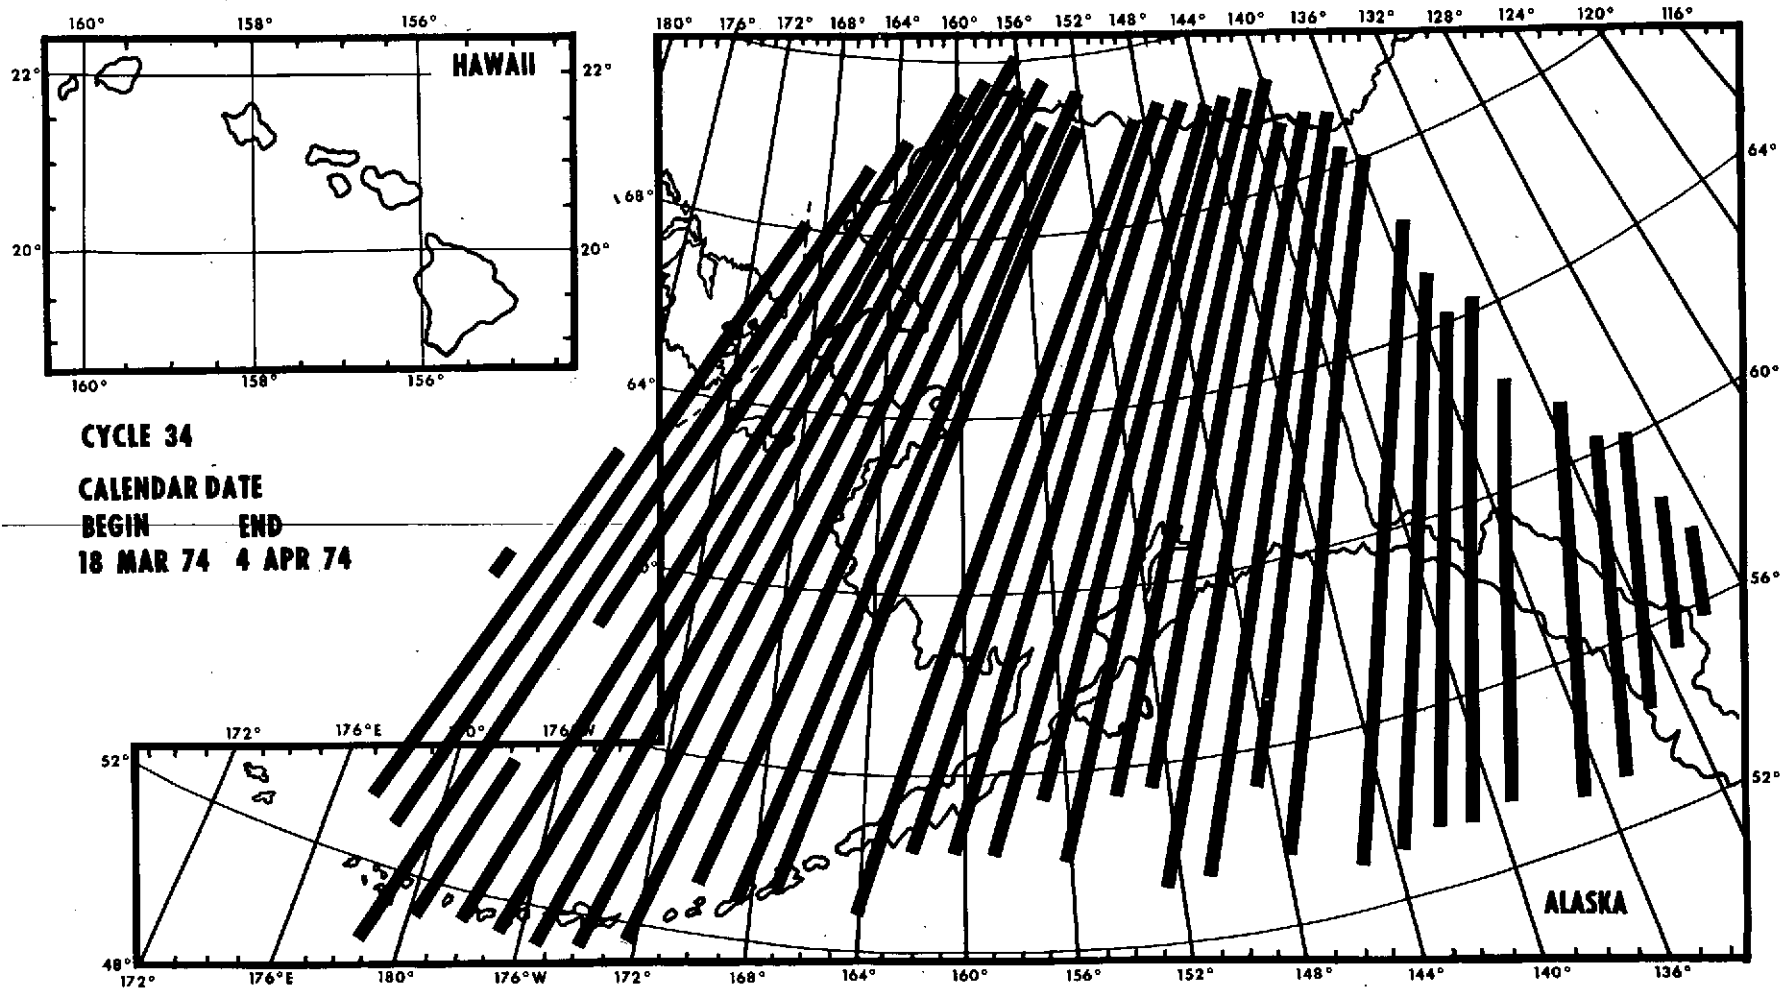 160° 158° 156°
HAWAII
22° 22°
20° 20°
160° 158° 156°
CYCLE 34
CALENDAR DATE
BEGIN END
18 MAR 74 4 APR 74
180° 176° 172° 168° 164° 160° 156° 152° 148° 144° 140° 136° 132° 128° 124° 120° 116°
68° 64°
64° 60°
56°
172° 176°E 176°W
52° 52°
ALASKA
48°
172° 176°E 180° 176°W 172° 168° 164° 160° 156° 152° 148° 144° 140° 136°